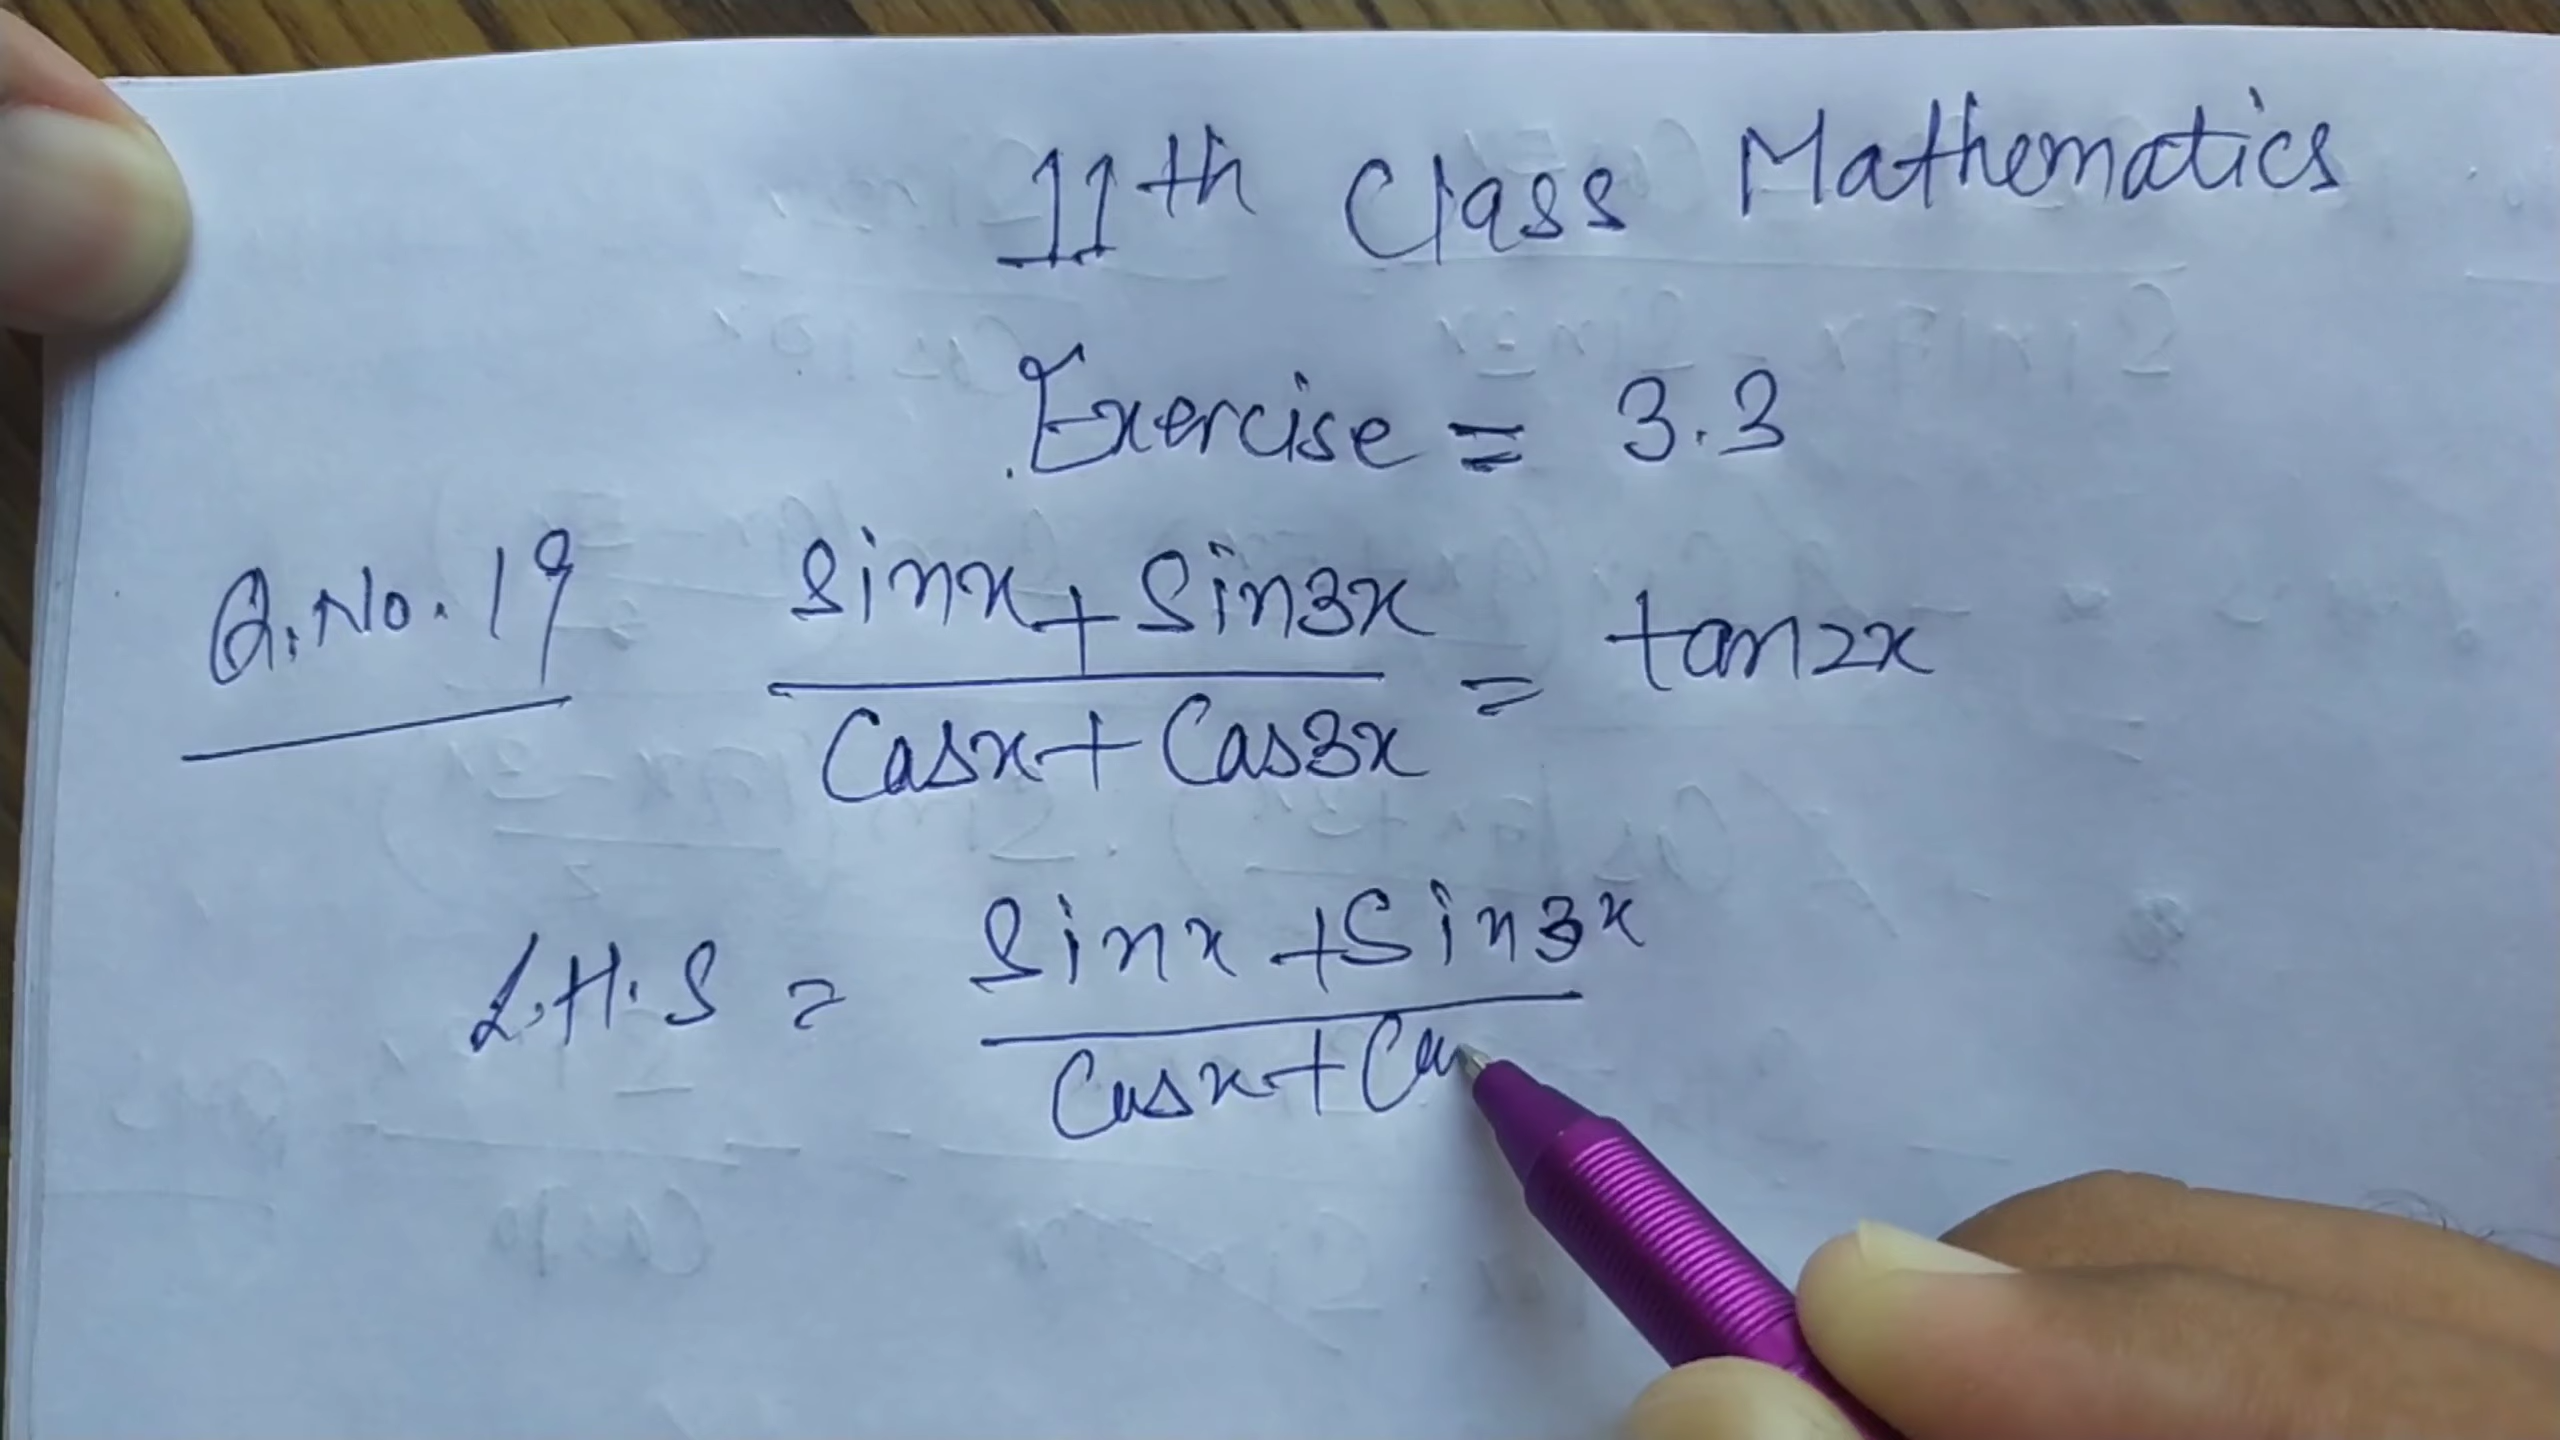 11th Class Mathematics
Exercise = 3.3
Q.No.19 sinx + sin3x / Cosx + Cos3x = tan2x
L.H.S = sinx + sin3x / Cosx + Co